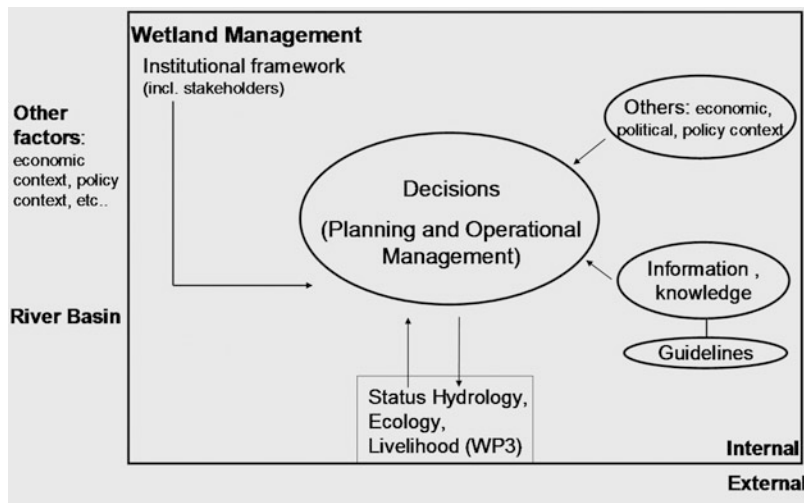 Wetland Management
Institutional framework
(incl. stakeholders)
Other
factors:
economic
context, policy
context, etc..
River Basin
Others: economic,
political, policy context
Decisions
(Planning and Operational
Management)
Information ,
knowledge
Guidelines
Status Hydrology,
Ecology,
Livelihood (WP3)
Internal
External